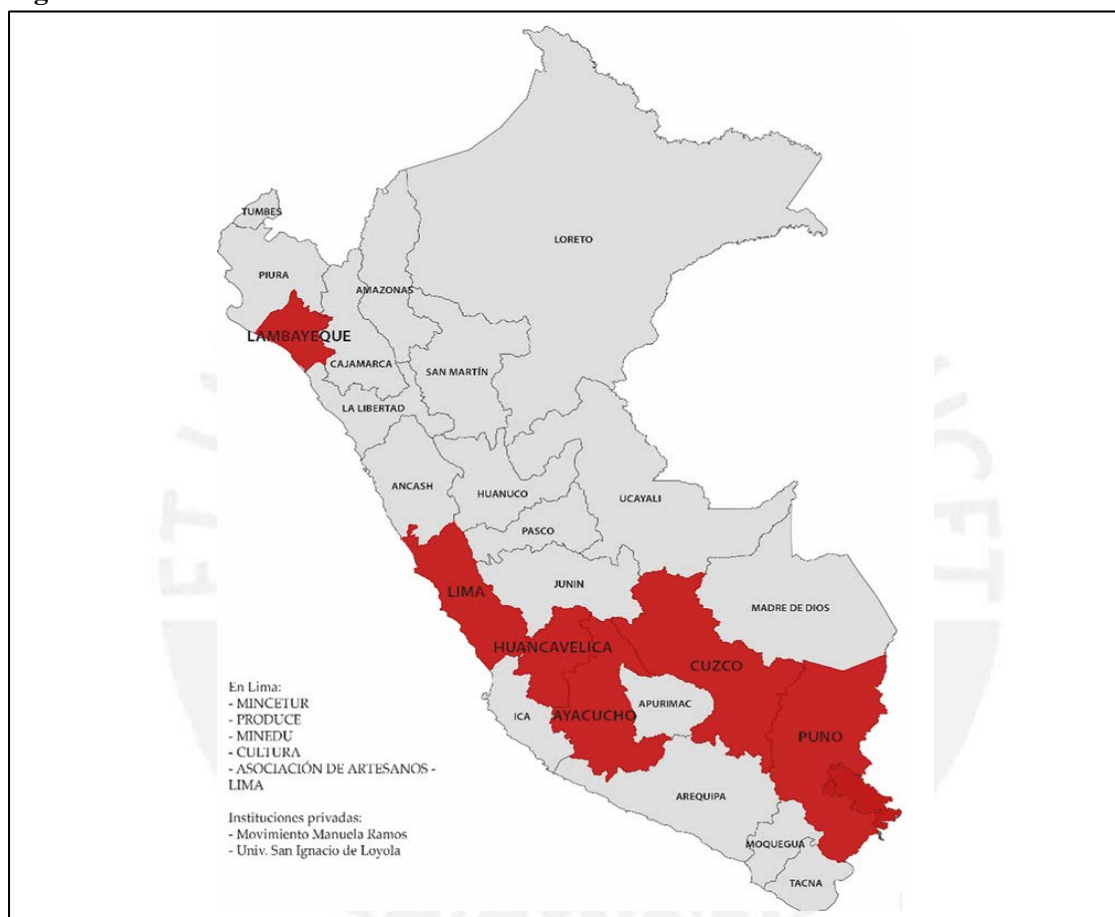 TUMBES
LORETO
PIURA
AMAZONAS
LAMBAYEQUE
CAJAMARCA
SAN MARTÍN
LA LIBERTAD
ANCASH
HUANUCO
UCAYALI
PASCO
JUNIN
LIMA
MADRE DE DIOS
HUANCAVELICA
CUZCO
APURIMAC
ICA
AYACUCHO
PUNO
AREQUIPA
MOQUEGUA
TACNA
En Lima:
- MINCETUR
- PRODUCE
- MINEDU
- CULTURA
- ASOCIACIÓN DE ARTESANOS -
LIMA
Instituciones privadas:
- Movimiento Manuela Ramos
- Univ. San Ignacio de Loyola